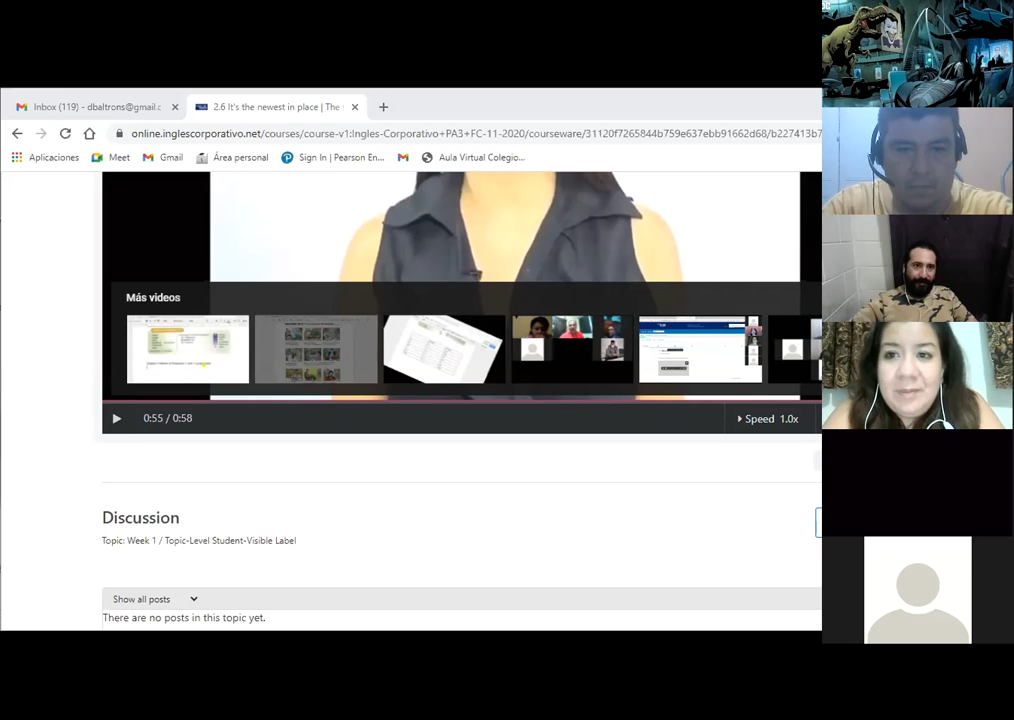 Inbox (119) - dbaltrons@gmail.c
2.6 It's the newest in place | The
online.inglescorporativo.net/courses/course-v1:Ingles-Corporativo+PA3+FC-11-2020/courseware/31120f7265844b759e637ebb91662d68/b227413b7
Aplicaciones Meet Gmail Área personal Sign In | Pearson En... Aula Virtual Colegio...
Más videos
0:55 / 0:58 Speed 1.0x
Discussion
Topic: Week 1 / Topic-Level Student-Visible Label
Show all posts
There are no posts in this topic yet.